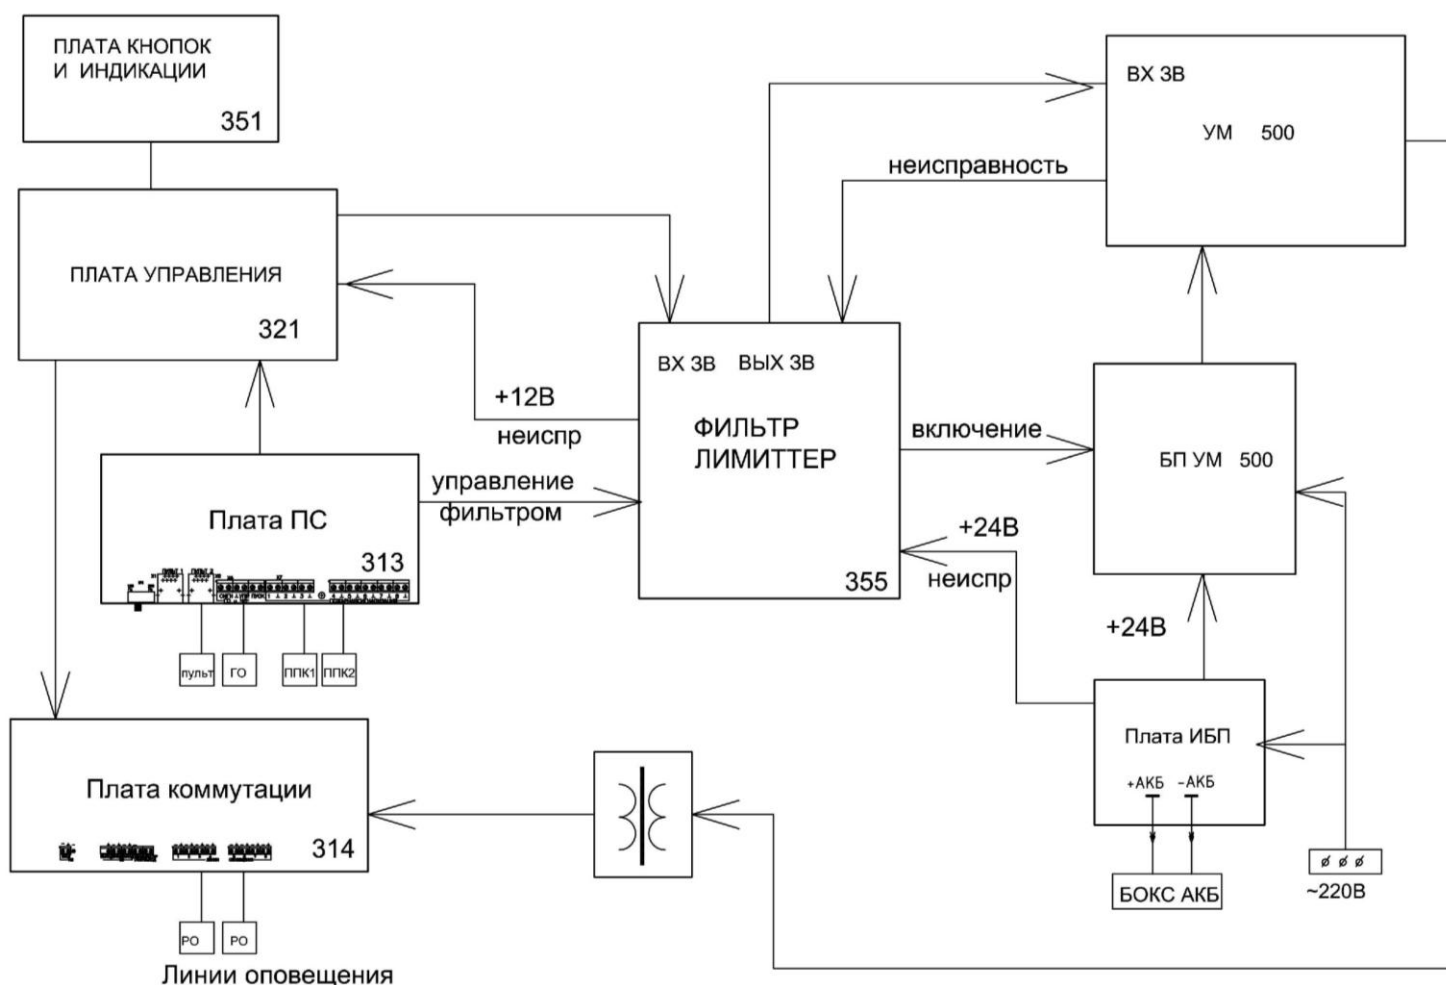 ПЛАТА КНОПОК
И ИНДИКАЦИИ
351
ВХ ЗВ
УМ 500
неисправность
ПЛАТА УПРАВЛЕНИЯ
321
ВХ ЗВ ВЫХ ЗВ
+12В
неиспр
ФИЛЬТР
ЛИМИТТЕР
355
включение
БП УМ 500
управление
фильтром
Плата ПС
313
+24В
неиспр
+24В
пульт
ГО
ППК1
ППК2
Плата ИБП
+АКБ
−АКБ
Плата коммутации
314
БОКС АКБ
~220В
РО
РО
Линии оповещения